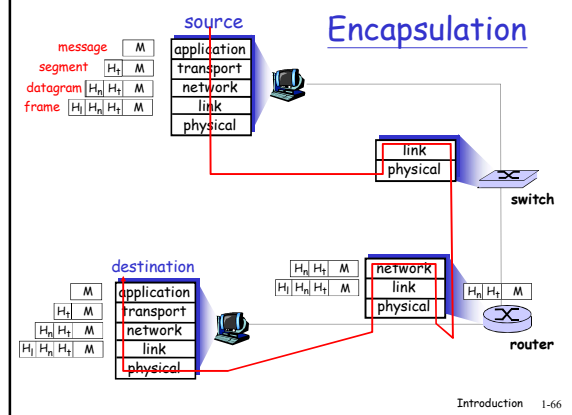 Encapsulation
source
message M
segment Ht M
datagram Hn Ht M
frame Hl Hn Ht M
application
transport
network
link
physical
link
physical
switch
destination
M
Ht M
Hn Ht M
Hl Hn Ht M
application
transport
network
link
physical
Hn Ht M
Hl Hn Ht M
network
link
physical
Hn Ht M
router
Introduction 1-66